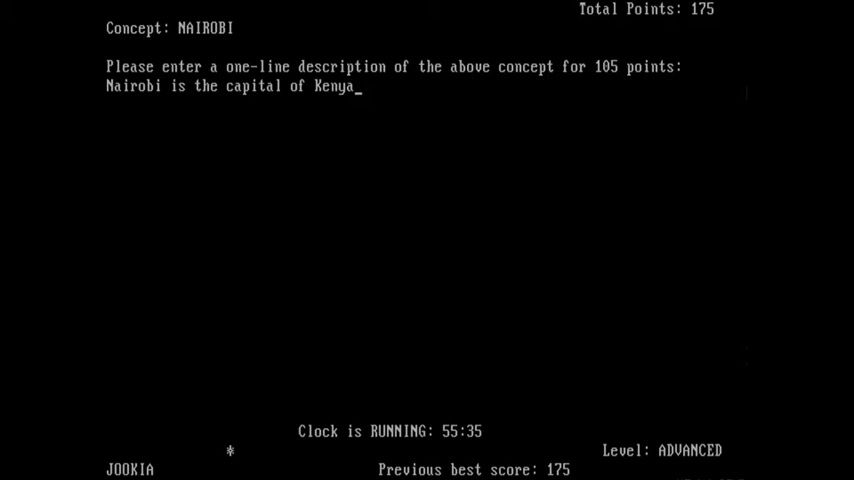 Total Points: 175
Concept: NAIROBI
Please enter a one-line description of the above concept for 105 points:
Nairobi is the capital of Kenya_
Clock is RUNNING: 55:35
* Level: ADVANCED
JOOKIA Previous best score: 175